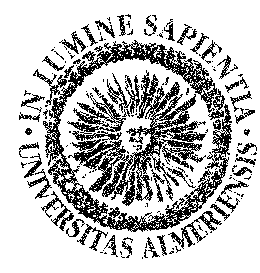 · IN LUMINE SAPIENTIA ·
UNIVERSITAS ALMERIENSIS